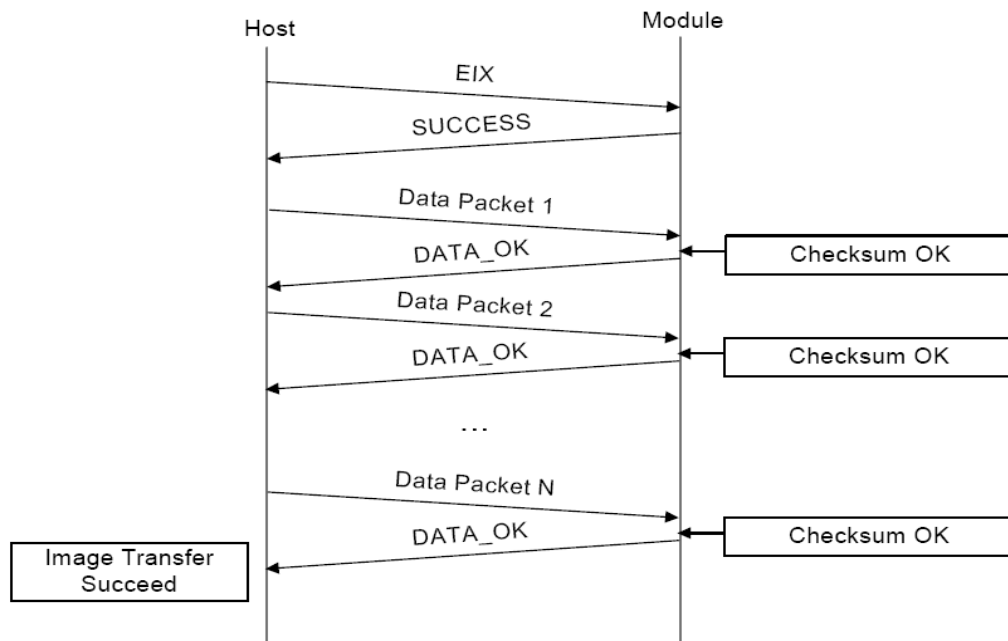 Host
Module
EIX
SUCCESS
Data Packet 1
DATA_OK
Checksum OK
Data Packet 2
DATA_OK
Checksum OK
...
Data Packet N
DATA_OK
Checksum OK
Image Transfer
Succeed